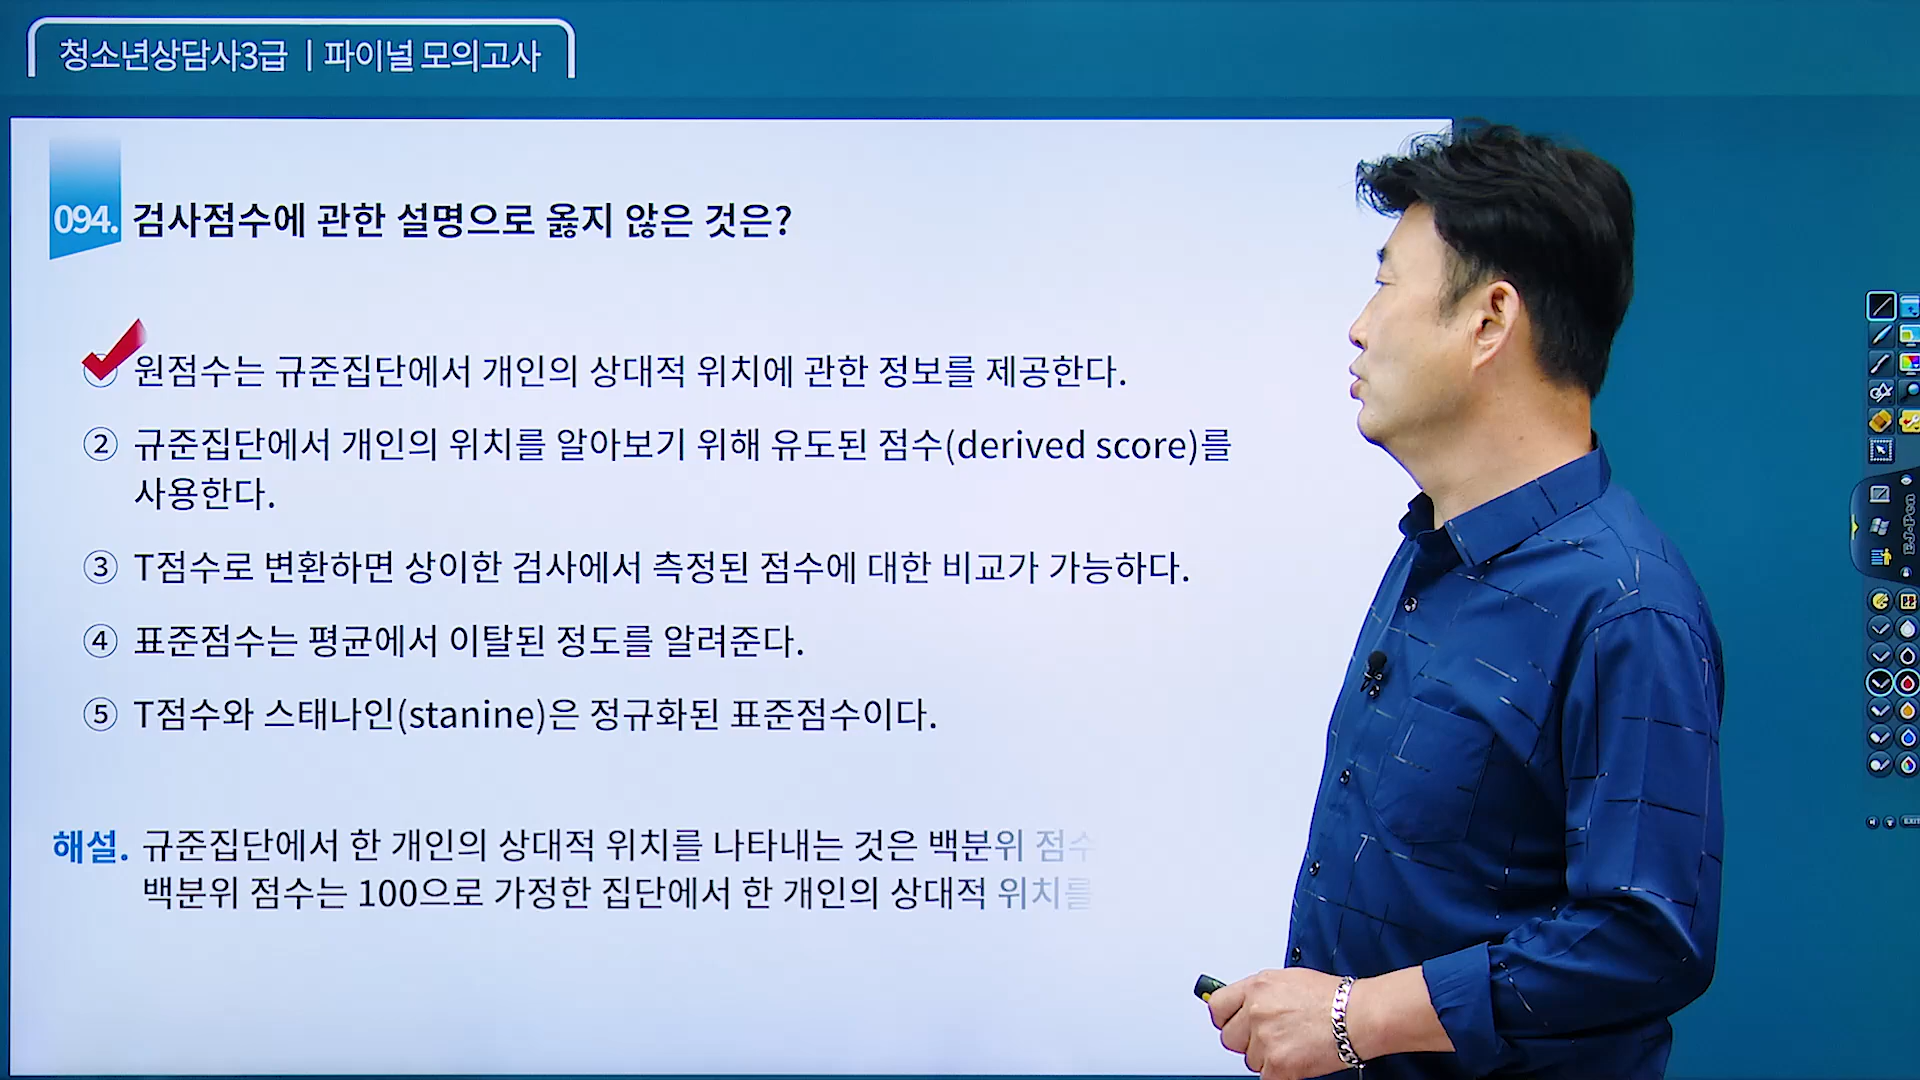 청소년상담사3급 | 파이널 모의고사
094. 검사점수에 관한 설명으로 옳지 않은 것은?
원점수는 규준집단에서 개인의 상대적 위치에 관한 정보를 제공한다.
② 규준집단에서 개인의 위치를 알아보기 위해 유도된 점수(derived score)를
사용한다.
③ T점수로 변환하면 상이한 검사에서 측정된 점수에 대한 비교가 가능하다.
④ 표준점수는 평균에서 이탈된 정도를 알려준다.
⑤ T점수와 스태나인(stanine)은 정규화된 표준점수이다.
해설. 규준집단에서 한 개인의 상대적 위치를 나타내는 것은 백분위 점수
백분위 점수는 100으로 가정한 집단에서 한 개인의 상대적 위치를
EXIT